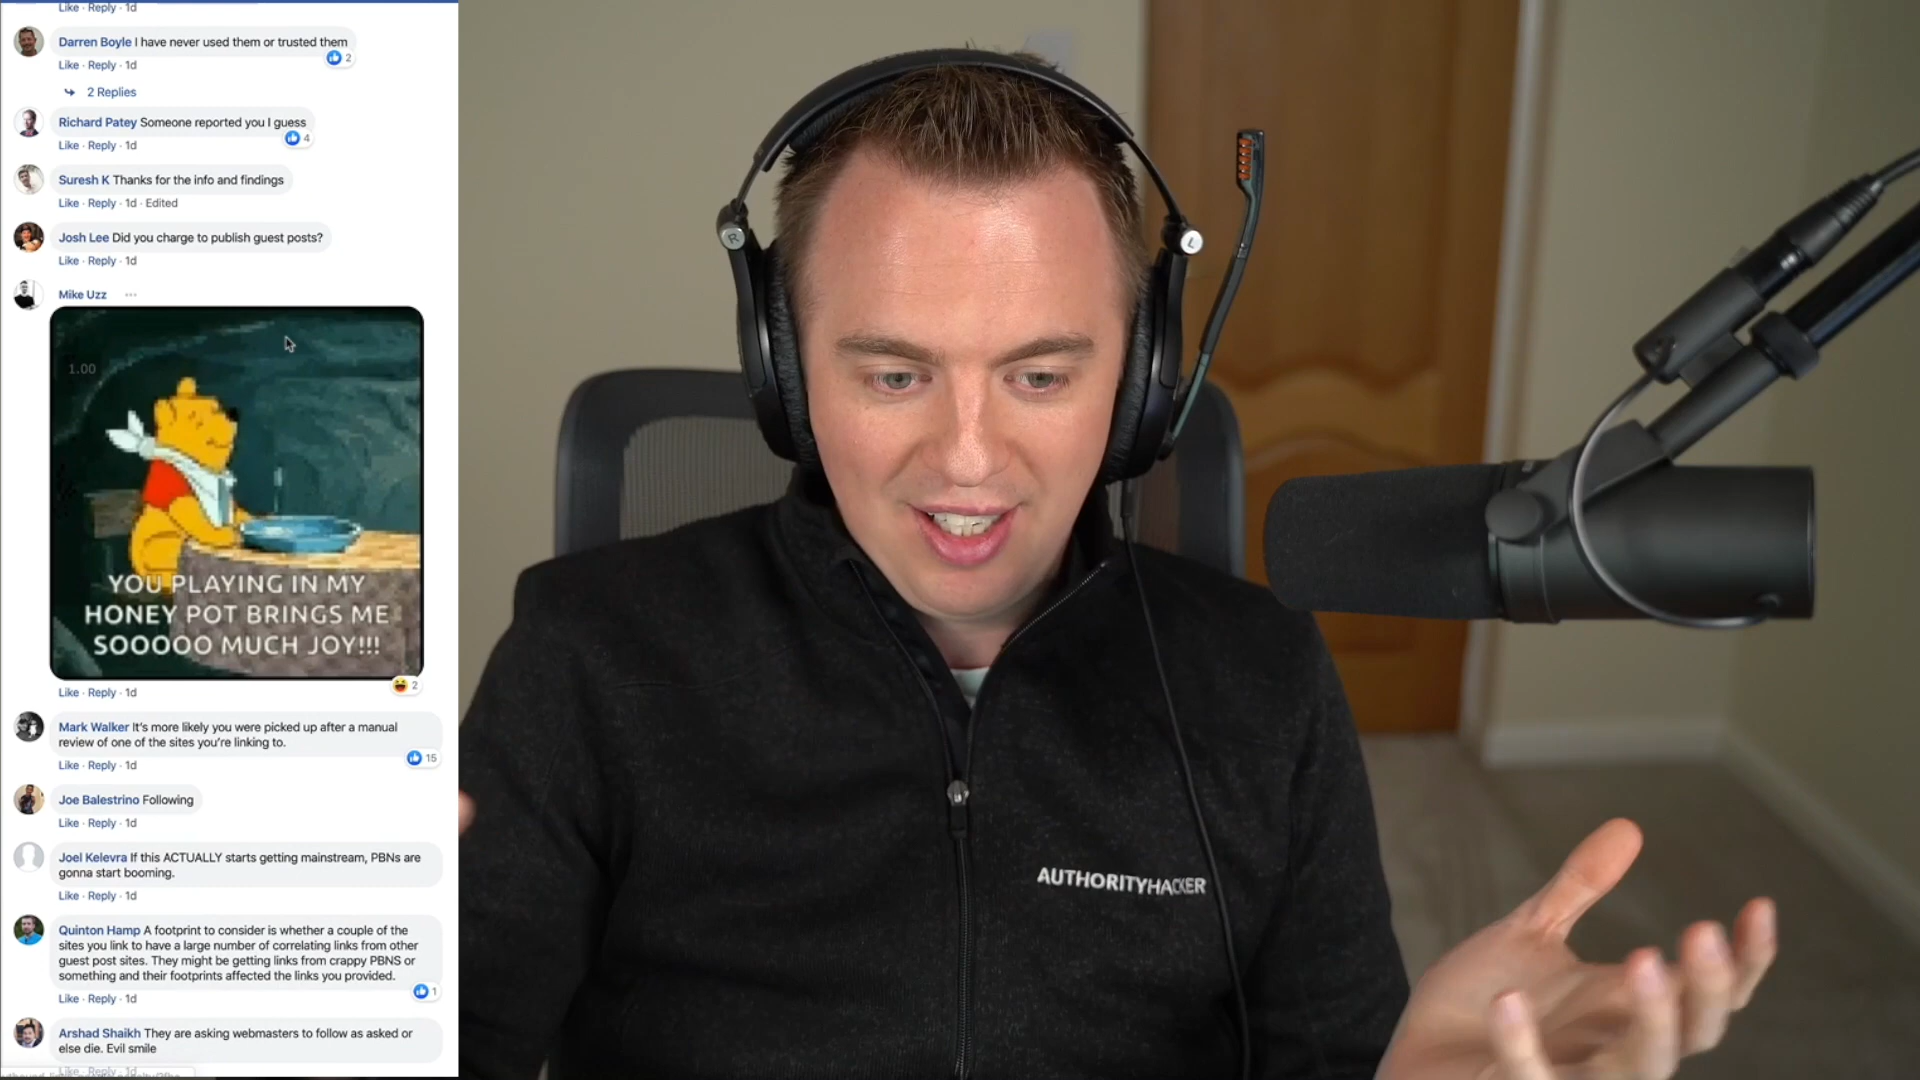 Like · Reply · 1d
Darren Boyle I have never used them or trusted them
2
Like · Reply · 1d
2 Replies
Richard Patey Someone reported you I guess
4
Like · Reply · 1d
Suresh K Thanks for the info and findings
Like · Reply · 1d · Edited
Josh Lee Did you charge to publish guest posts?
Like · Reply · 1d
Mike Uzz
1.00
YOU PLAYING IN MY
HONEY POT BRINGS ME
SOOOOO MUCH JOY!!!
2
Like · Reply · 1d
Mark Walker It's more likely you were picked up after a manual
review of one of the sites you're linking to.
15
Like · Reply · 1d
Joe Balestrino Following
Like · Reply · 1d
Joel Kelevra If this ACTUALLY starts getting mainstream, PBNs are
gonna start booming.
Like · Reply · 1d
Quinton Hamp A footprint to consider is whether a couple of the
sites you link to have a large number of correlating links from other
guest post sites. They might be getting links from crappy PBNS or
something and their footprints affected the links you provided.
1
Like · Reply · 1d
Arshad Shaikh They are asking webmasters to follow as asked or
else die. Evil smile
Like · Reply · 1d
R
L
AUTHORITYHACKER